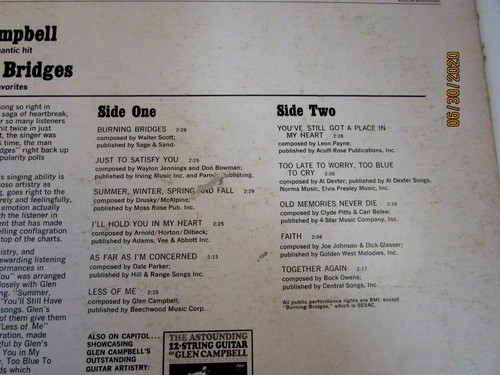 mpbell
antic hit
Bridges
avorites
song so right in
saga of heartbreak,
or so many listeners
hit twice in just
rt, the singer was
s time, the man
dges" right back up
opularity polls
s singing ability is
oso artist as
, goes right to the
rely and feelingfully,
emotion actually
th the listener in
ent that has made
elling conflagration
top of the charts.
istry, and
ewarding listening
ormances in
You" was arranged
losely with Glen
g. "Summer,
"You'll Still Have
songs. Glen's
of them give them
"Less of Me"
ration, made
gful by Glen's
You in My
, Too Blue To
Side One
BURNING BRIDGES 2:29
composed by Walter Scott;
published by Sage & Sand.
JUST TO SATISFY YOU 2:25
composed by Waylon Jennings and Don Bowman;
published by Irving Music Inc. and Parody Publishing.
SUMMER, WINTER, SPRING AND FALL 2:29
composed by Drusky/McAlpine;
published by Moss Rose Pub. Inc.
I'LL HOLD YOU IN MY HEART 2:25
composed by Arnold/Horton/Dilbeck;
published by Adams, Vee & Abbott Inc.
AS FAR AS I'M CONCERNED 2:13
composed by Dale Parker;
published by Hill & Range Songs Inc.
LESS OF ME 2:35
composed by Glen Campbell;
published by Beechwood Music Corp.
ALSO ON CAPITOL...
SHOWCASING
GLEN CAMPBELL'S
OUTSTANDING
GUITAR ARTISTRY:
THE ASTOUNDING
12-STRING GUITAR
OF GLEN CAMPBELL
Side Two
YOU'VE STILL GOT A PLACE IN
MY HEART 2:28
composed by Leon Payne;
published by Acuff-Rose Publications, Inc.
TOO LATE TO WORRY, TOO BLUE
TO CRY 2:30
composed by Al Dexter; published by Al Dexter Songs,
Norma Music, Elvis Presley Music, Inc.
OLD MEMORIES NEVER DIE 2:16
composed by Clyde Pitts & Carl Belew;
published by 4-Star Music Company, Inc.
FAITH 2:04
composed by Joe Johnson & Dick Glasser;
published by Golden West Melodies, Inc.
TOGETHER AGAIN 2:17
composed by Buck Owens;
published by Central Songs, Inc.
All public performance rights are BMI, except
"Burning Bridges," which is SESAC.
06/30/2020